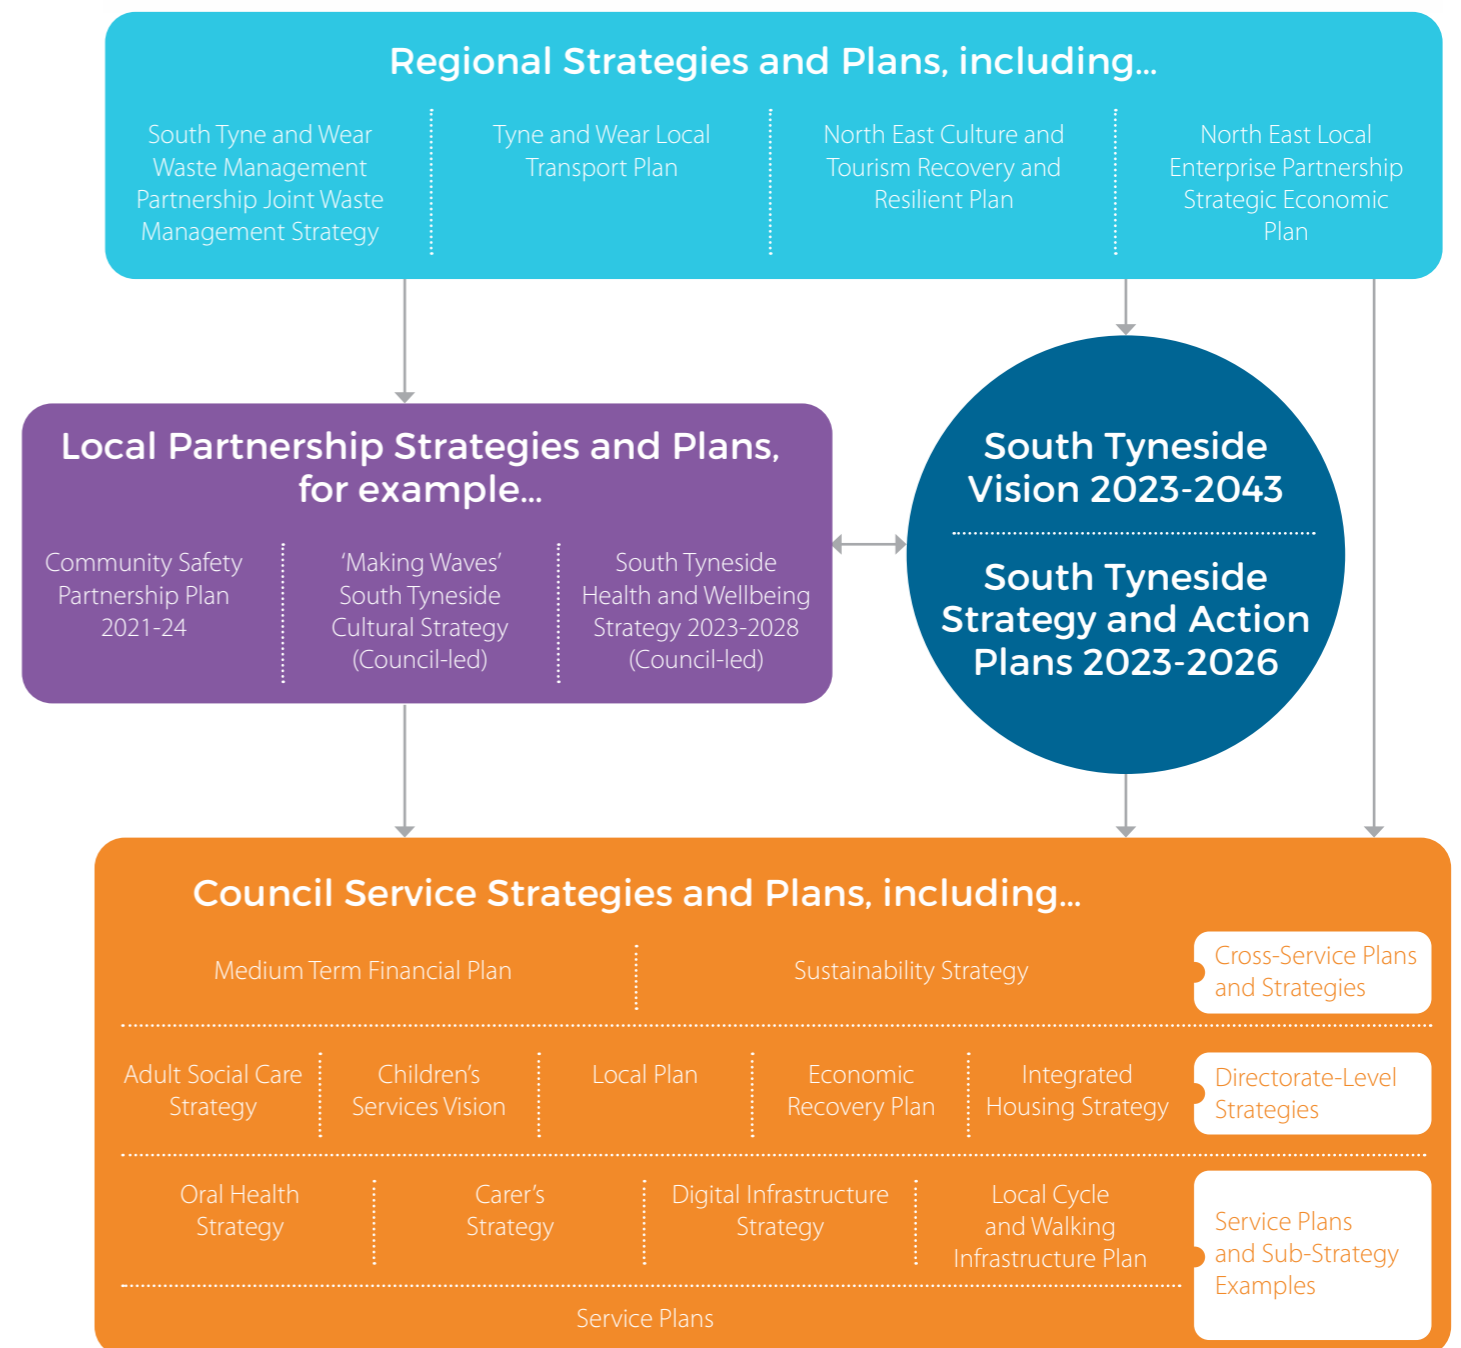 Regional Strategies and Plans, including...
South Tyne and Wear
Waste Management
Partnership Joint Waste
Management Strategy
Tyne and Wear Local
Transport Plan
North East Culture and
Tourism Recovery and
Resilient Plan
North East Local
Enterprise Partnership
Strategic Economic
Plan
Local Partnership Strategies and Plans,
for example...
Community Safety
Partnership Plan
2021-24
‘Making Waves’
South Tyneside
Cultural Strategy
(Council-led)
South Tyneside
Health and Wellbeing
Strategy 2023-2028
(Council-led)
South Tyneside
Vision 2023-2043
South Tyneside
Strategy and Action
Plans 2023-2026
Council Service Strategies and Plans, including...
Medium Term Financial Plan
Sustainability Strategy
Cross-Service Plans
and Strategies
Adult Social Care
Strategy
Children’s
Services Vision
Local Plan
Economic
Recovery Plan
Integrated
Housing Strategy
Directorate-Level
Strategies
Oral Health
Strategy
Carer’s
Strategy
Digital Infrastructure
Strategy
Local Cycle
and Walking
Infrastructure Plan
Service Plans
and Sub-Strategy
Examples
Service Plans